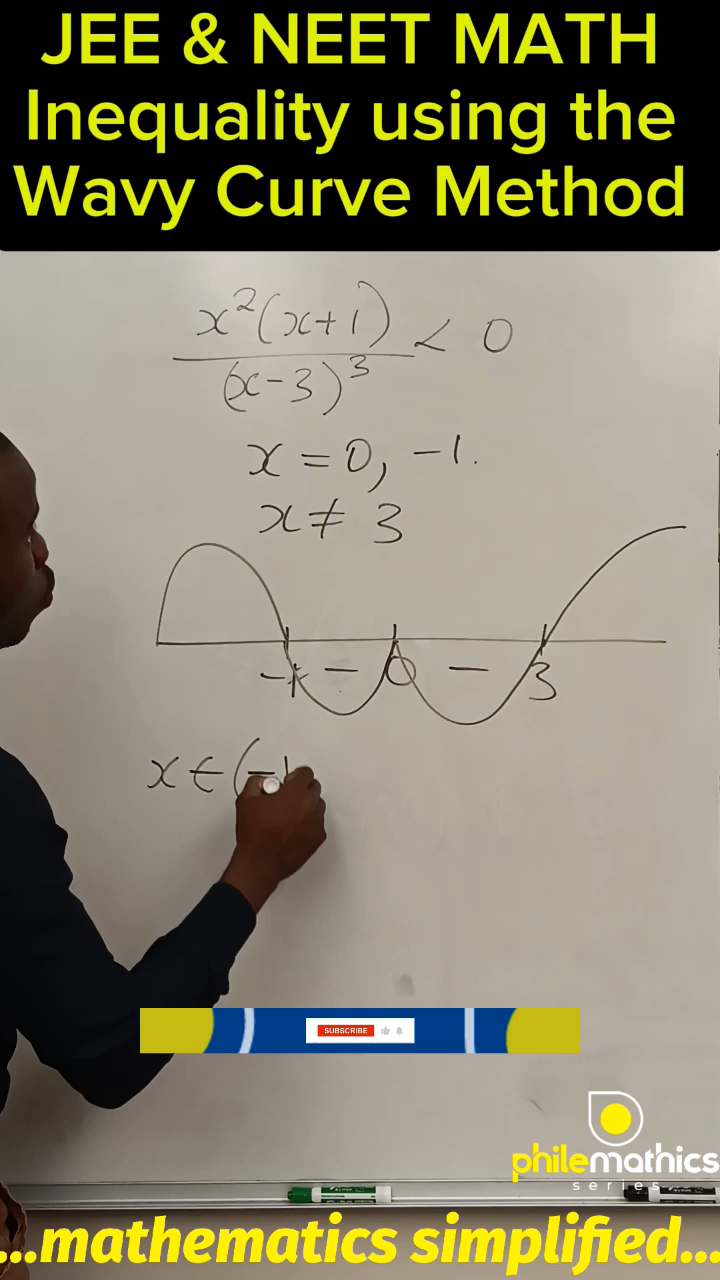 JEE & NEET MATH
Inequality using the
Wavy Curve Method
x²(x+1)
/(x-3)³ < 0
x = 0, -1.
x ≠ 3
-1 - 0 - 3
x ∈ (-1
SUBSCRIBE
philemathics
series
...mathematics simplified...